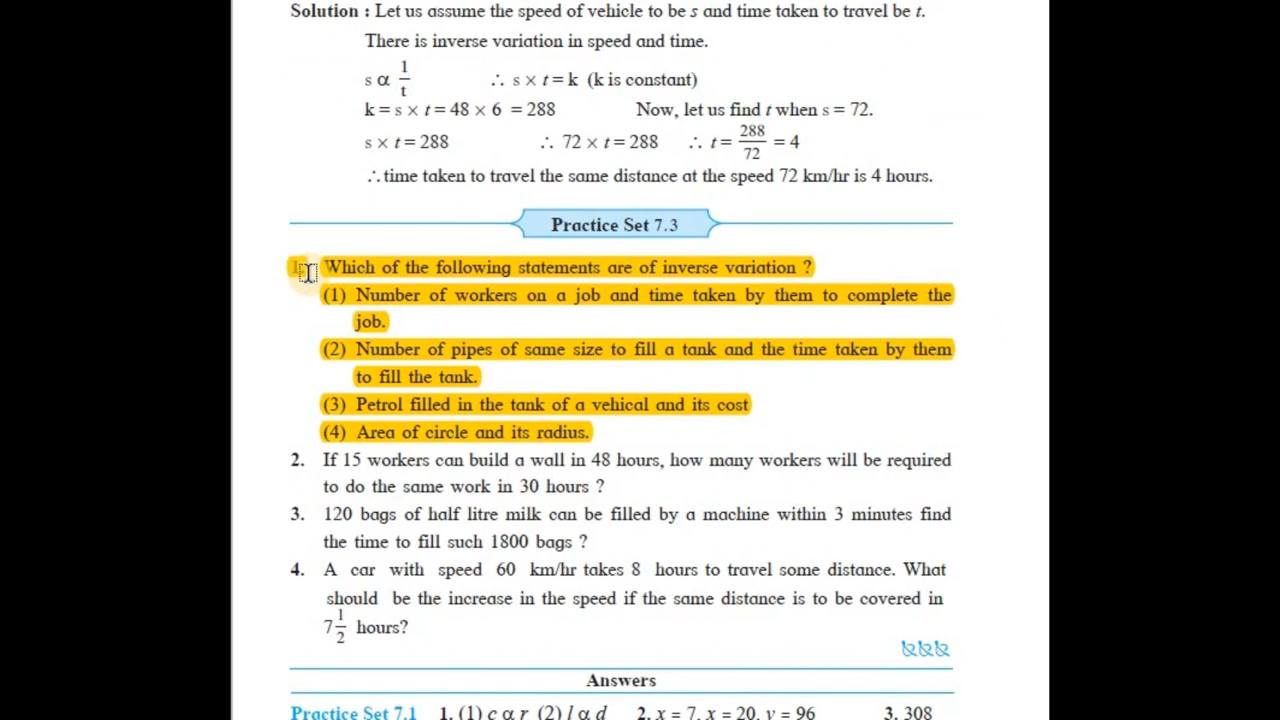 Solution : Let us assume the speed of vehicle to be s and time taken to travel be t.
There is inverse variation in speed and time.
s α 1/t ∴ s × t = k (k is constant)
k = s × t = 48 × 6 = 288 Now, let us find t when s = 72.
s × t = 288 ∴ 72 × t = 288 ∴ t = 288/72 = 4
∴ time taken to travel the same distance at the speed 72 km/hr is 4 hours.
Practice Set 7.3
Which of the following statements are of inverse variation ?
(1) Number of workers on a job and time taken by them to complete the
job.
(2) Number of pipes of same size to fill a tank and the time taken by them
to fill the tank.
(3) Petrol filled in the tank of a vehical and its cost
(4) Area of circle and its radius.
2. If 15 workers can build a wall in 48 hours, how many workers will be required
to do the same work in 30 hours ?
3. 120 bags of half litre milk can be filled by a machine within 3 minutes find
the time to fill such 1800 bags ?
4. A car with speed 60 km/hr takes 8 hours to travel some distance. What
should be the increase in the speed if the same distance is to be covered in
7 1/2 hours?
Answers
Practice Set 7.1 1. (1) c α r (2) l α d 2. x = 7, x = 20, y = 96 3. 308